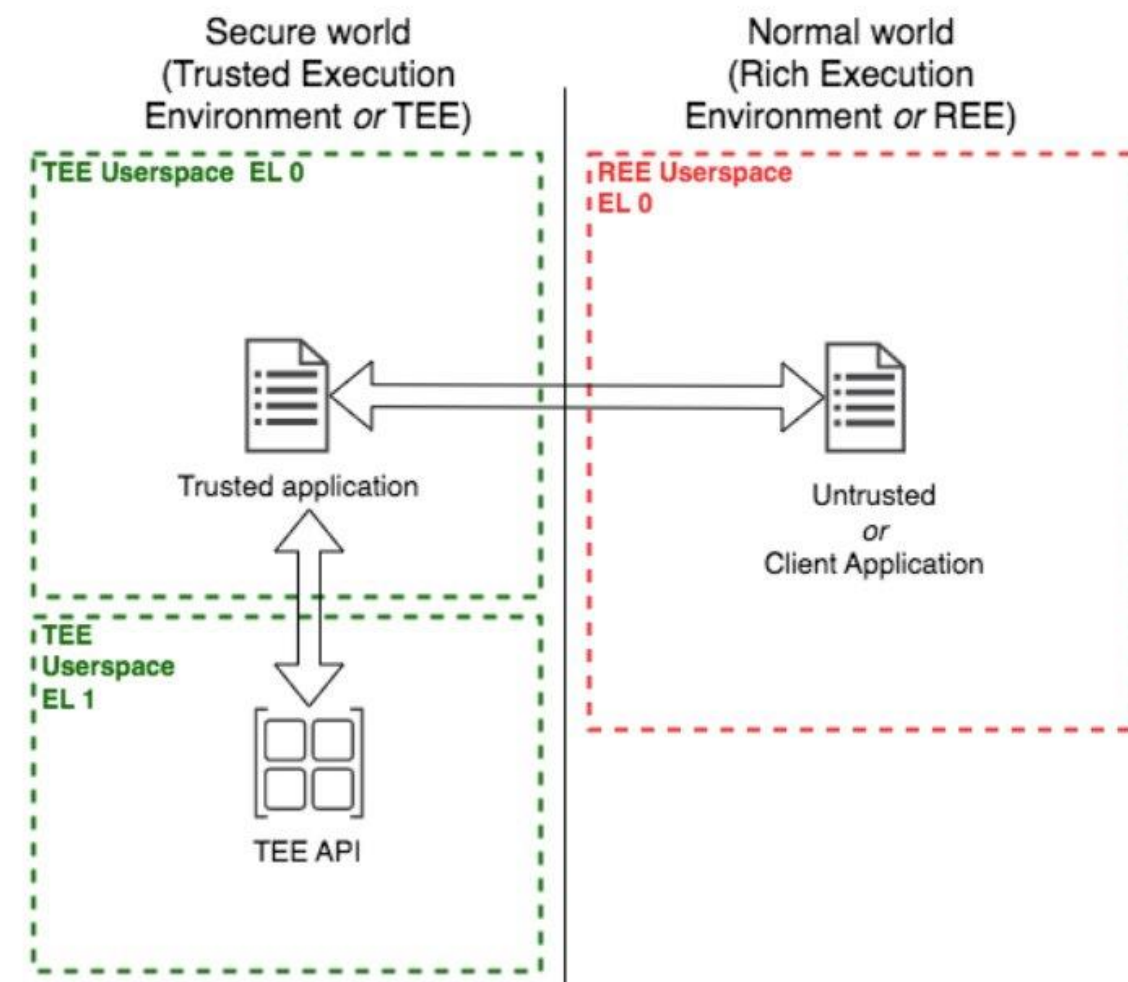 Secure world
(Trusted Execution
Environment or TEE)
Normal world
(Rich Execution
Environment or REE)
TEE Userspace EL 0
REE Userspace
EL 0
Trusted application
Untrusted
or
Client Application
TEE
Userspace
EL 1
TEE API